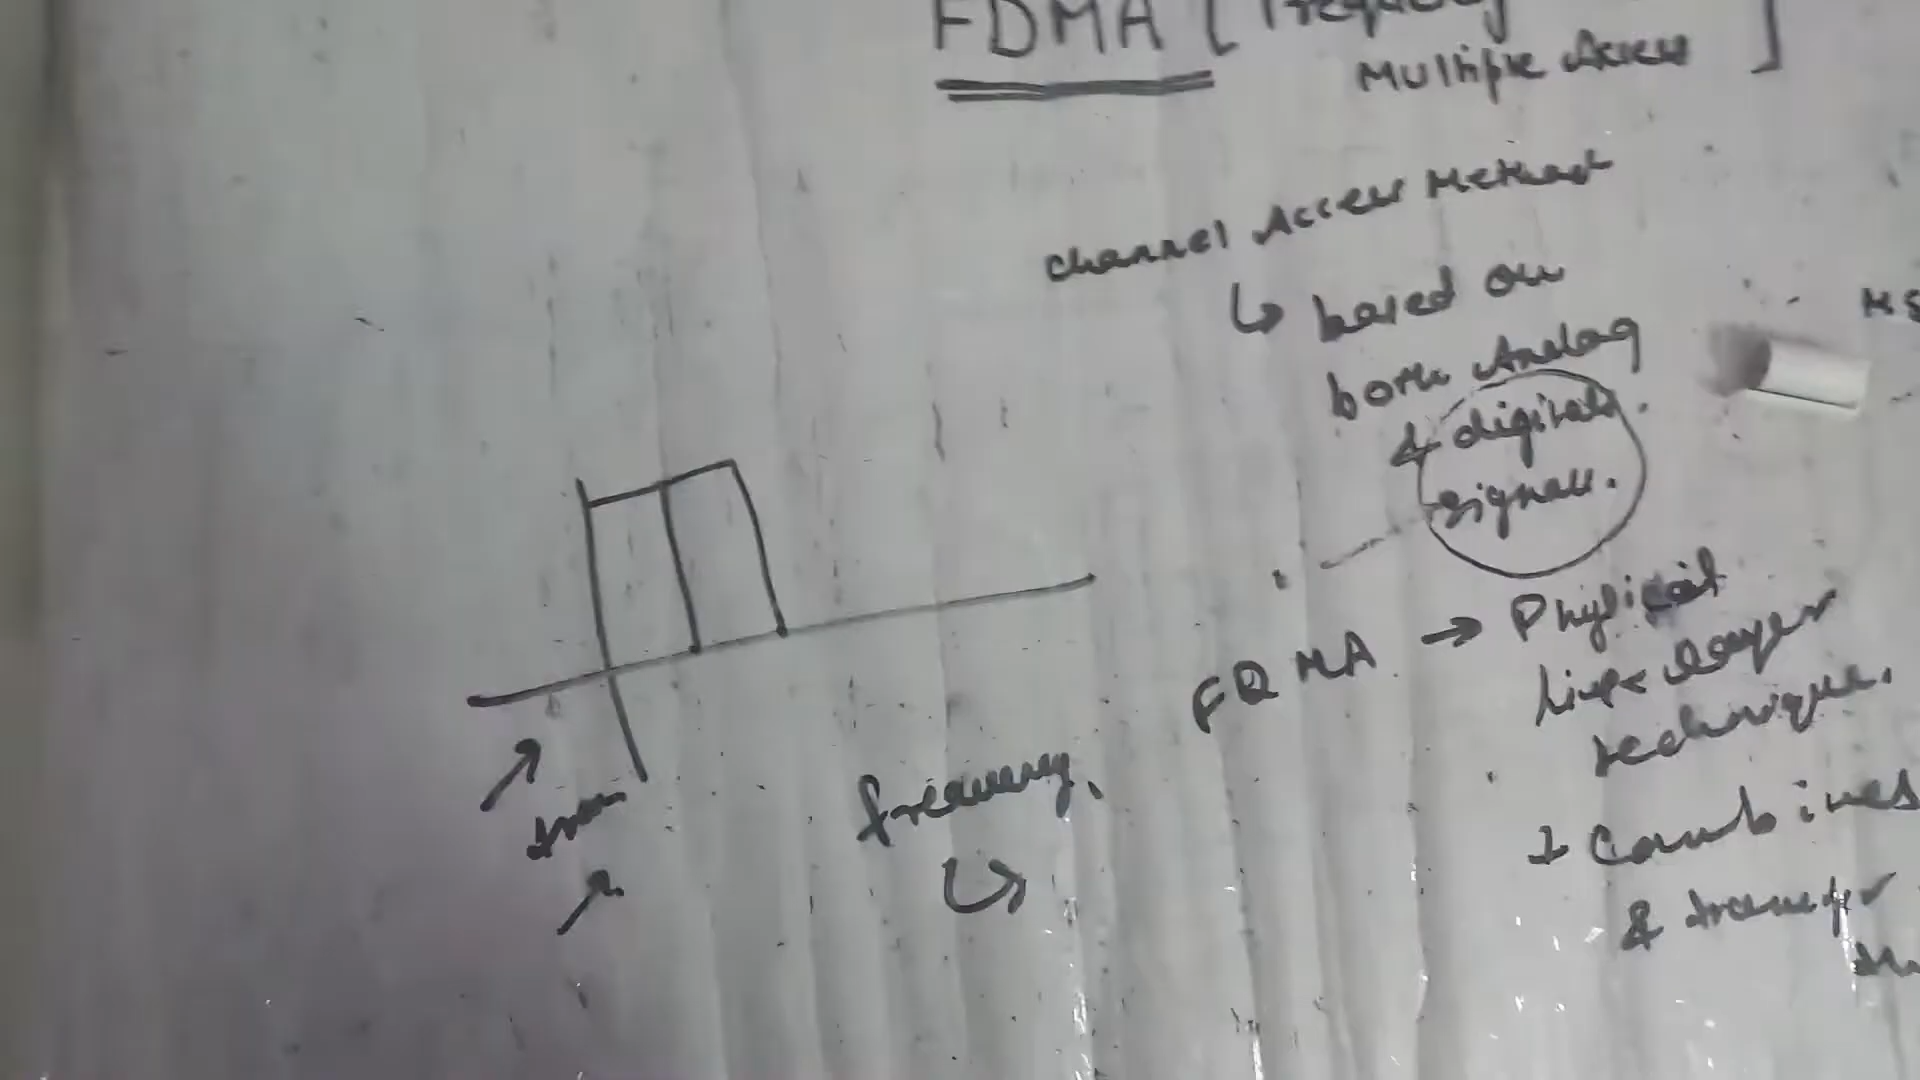 FDMA [ Frequency
Multiple Access ]
Channel Access Method
↳ based on
both Analog
& digital
signals.
FDMA → Physical
layer
technique.
+ Combines
& transfer
frequency